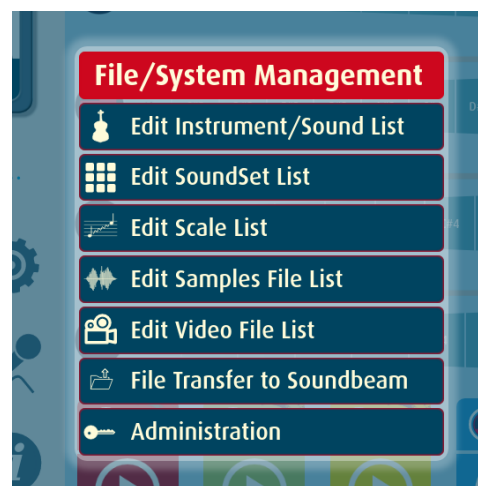 File/System Management
Edit Instrument/Sound List
Edit SoundSet List
Edit Scale List
Edit Samples File List
Edit Video File List
File Transfer to Soundbeam
Administration